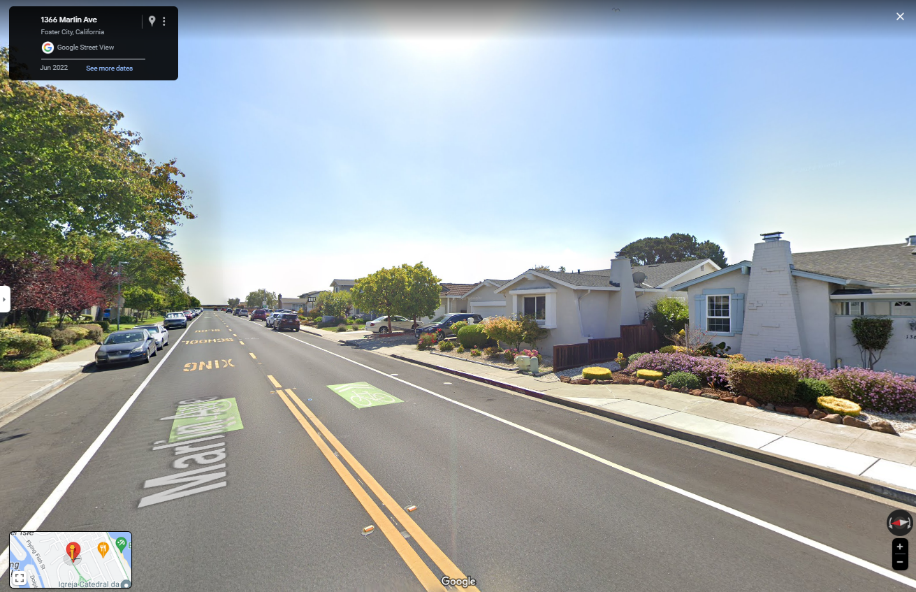 1366 Marlin Ave
Foster City, California
Google Street View
Jun 2022
See more dates
SCHOOL
XING
Marlin Ave
Igreja-Catedral da
Google